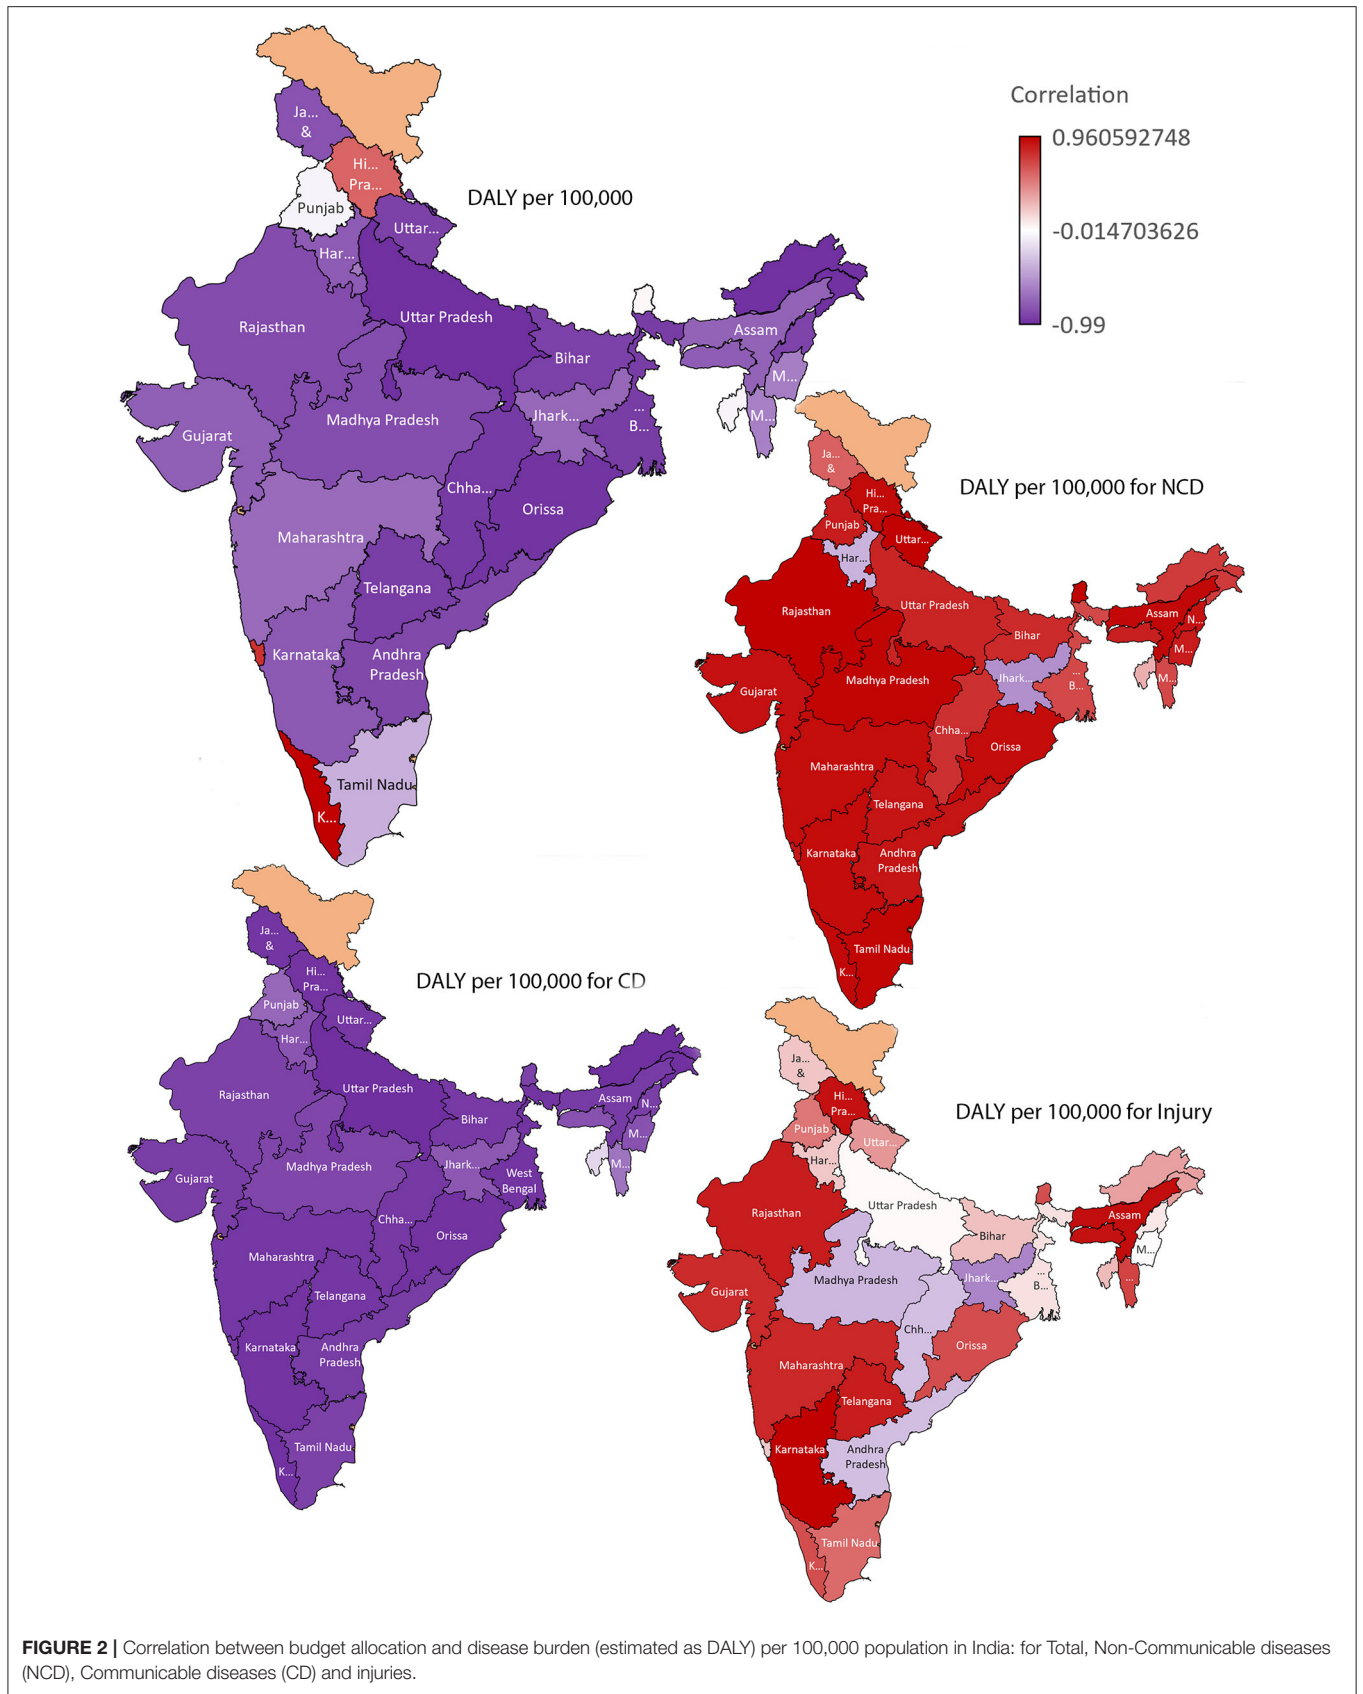 Correlation
0.960592748
-0.014703626
-0.99
DALY per 100,000
Ja...
&
Hi...
Pra...
Punjab
Uttar...
Har...
Rajasthan
Uttar Pradesh
Bihar
Assam
M...
M...
Gujarat
Madhya Pradesh
Jhark...
...
B...
Chha...
Orissa
Maharashtra
Telangana
Karnataka
Andhra
Pradesh
Tamil Nadu
K...
DALY per 100,000 for NCD
Ja...
&
Hi...
Pra...
Punjab
Uttar...
Har...
Rajasthan
Uttar Pradesh
Bihar
Assam
N...
M...
M...
Gujarat
Madhya Pradesh
Jhark...
...
B...
Chha...
Orissa
Maharashtra
Telangana
Karnataka
Andhra
Pradesh
Tamil Nadu
K...
DALY per 100,000 for CD
Ja...
&
Hi...
Pra...
Punjab
Uttar...
Har...
Rajasthan
Uttar Pradesh
Bihar
Assam
N...
M...
M...
Gujarat
Madhya Pradesh
Jhark...
West
Bengal
Chha...
Orissa
Maharashtra
Telangana
Karnataka
Andhra
Pradesh
Tamil Nadu
K...
DALY per 100,000 for Injury
Ja...
&
Hi...
Pra...
Punjab
Uttar...
Har...
Rajasthan
Uttar Pradesh
Bihar
Assam
M...
...
Gujarat
Madhya Pradesh
Jhark...
...
B...
Chh...
Orissa
Maharashtra
Telangana
Karnataka
Andhra
Pradesh
Tamil Nadu
K...
FIGURE 2 | Correlation between budget allocation and disease burden (estimated as DALY) per 100,000 population in India: for Total, Non-Communicable diseases
(NCD), Communicable diseases (CD) and injuries.